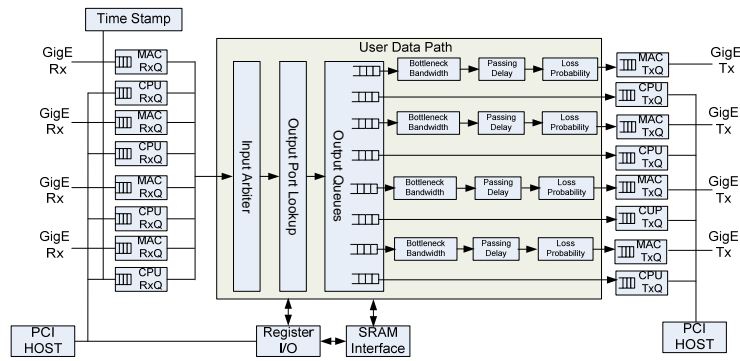 Time Stamp
GigE
Rx
MAC
RxQ
CPU
RxQ
GigE
Rx
MAC
RxQ
CPU
RxQ
GigE
Rx
MAC
RxQ
CPU
RxQ
GigE
Rx
MAC
RxQ
CPU
RxQ
PCI
HOST
User Data Path
Input Arbiter
Output Port Lookup
Output Queues
Bottleneck
Bandwidth
Passing
Delay
Loss
Probability
Bottleneck
Bandwidth
Passing
Delay
Loss
Probability
Bottleneck
Bandwidth
Passing
Delay
Loss
Probability
Bottleneck
Bandwidth
Passing
Delay
Loss
Probability
Register
I/O
SRAM
Interface
MAC
TxQ
GigE
Tx
CPU
TxQ
MAC
TxQ
GigE
Tx
CPU
TxQ
MAC
TxQ
GigE
Tx
CUP
TxQ
MAC
TxQ
GigE
Tx
CPU
TxQ
PCI
HOST